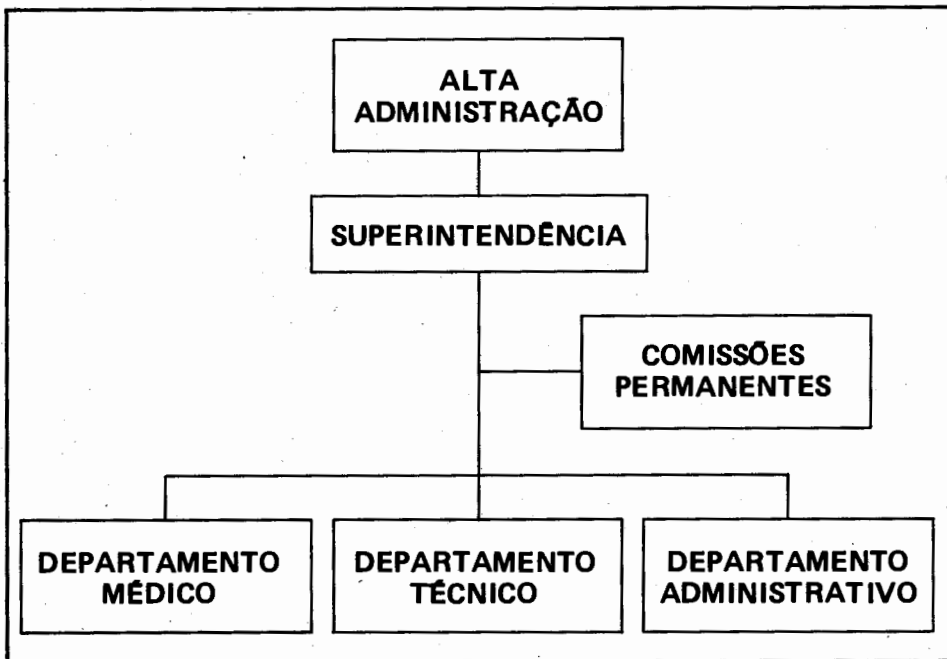 ALTA
ADMINISTRAÇÃO
SUPERINTENDÊNCIA
COMISSÕES
PERMANENTES
DEPARTAMENTO
MÉDICO
DEPARTAMENTO
TÉCNICO
DEPARTAMENTO
ADMINISTRATIVO